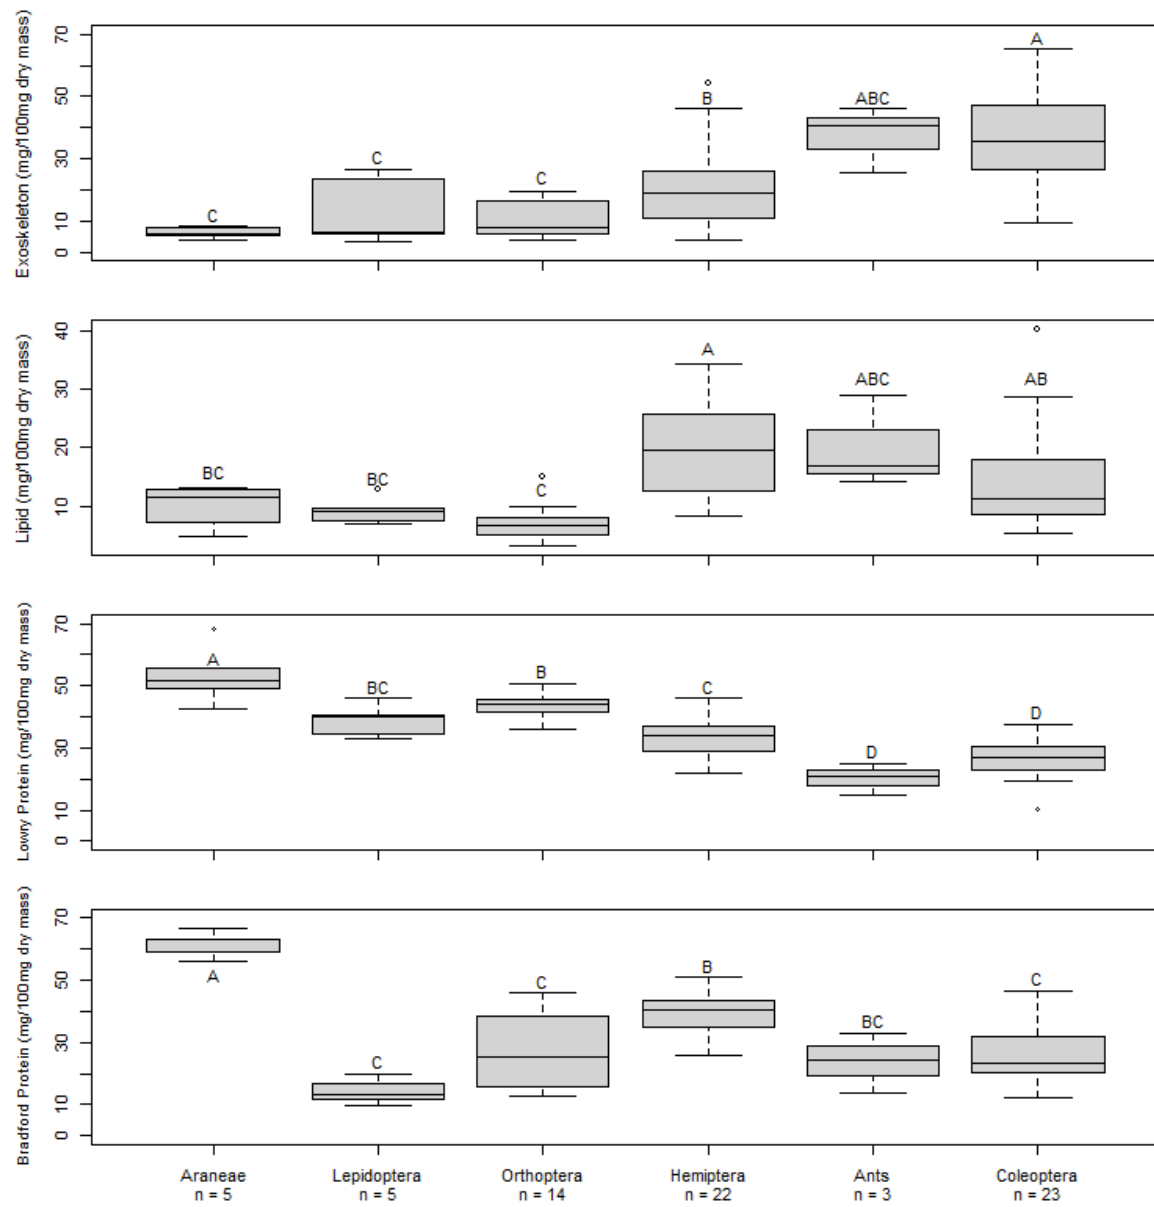 Exoskeleton (mg/100mg dry mass)
70
50
30
10
0
C
C
C
B
ABC
A
Lipid (mg/100mg dry mass)
40
30
20
10
BC
BC
C
A
ABC
AB
Lowry Protein (mg/100mg dry mass)
70
50
30
10
0
A
BC
B
C
D
D
Bradford Protein (mg/100mg dry mass)
70
50
30
10
0
A
C
C
B
BC
C
Araneae
n = 5
Lepidoptera
n = 5
Orthoptera
n = 14
Hemiptera
n = 22
Ants
n = 3
Coleoptera
n = 23